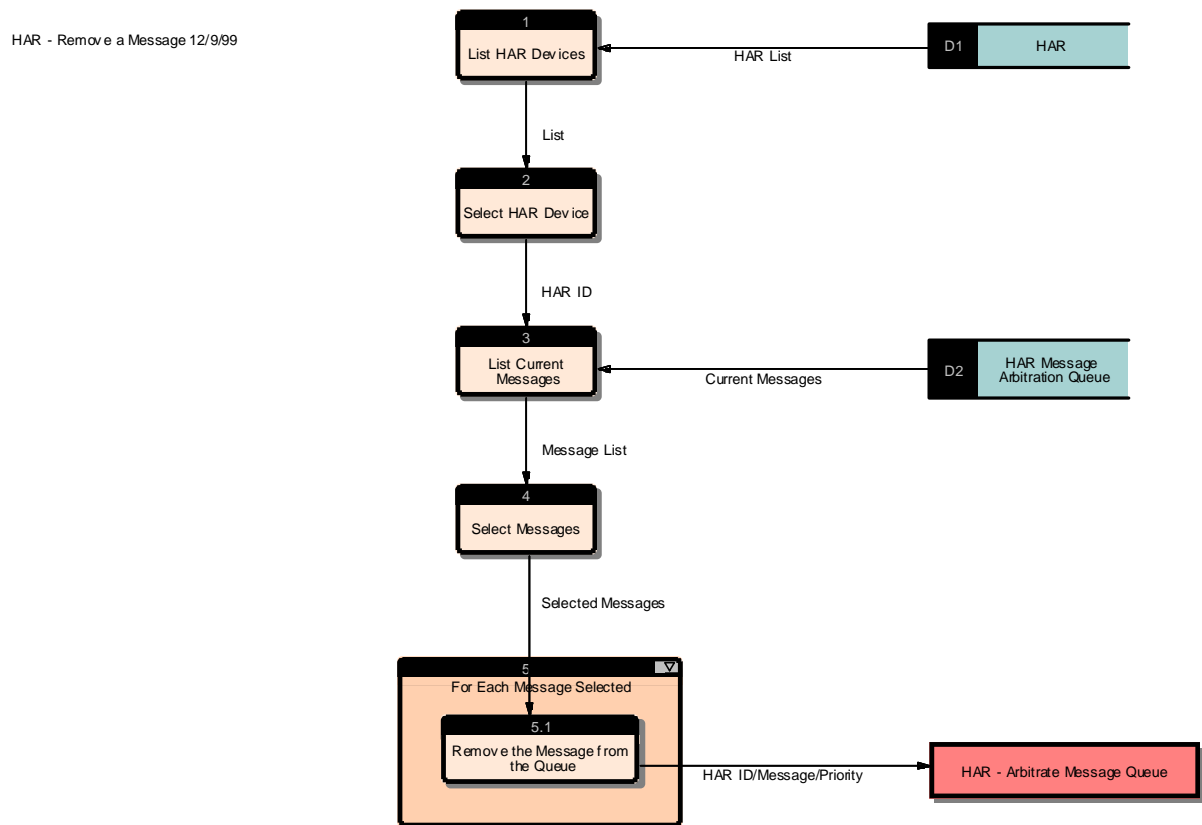 HAR - Remove a Message 12/9/99
1
List HAR Devices
HAR List
D1
HAR
List
2
Select HAR Device
HAR ID
3
List Current
Messages
Current Messages
D2
HAR Message
Arbitration Queue
Message List
4
Select Messages
Selected Messages
5
For Each Message Selected
5.1
Remove the Message from
the Queue
HAR ID/Message/Priority
HAR - Arbitrate Message Queue